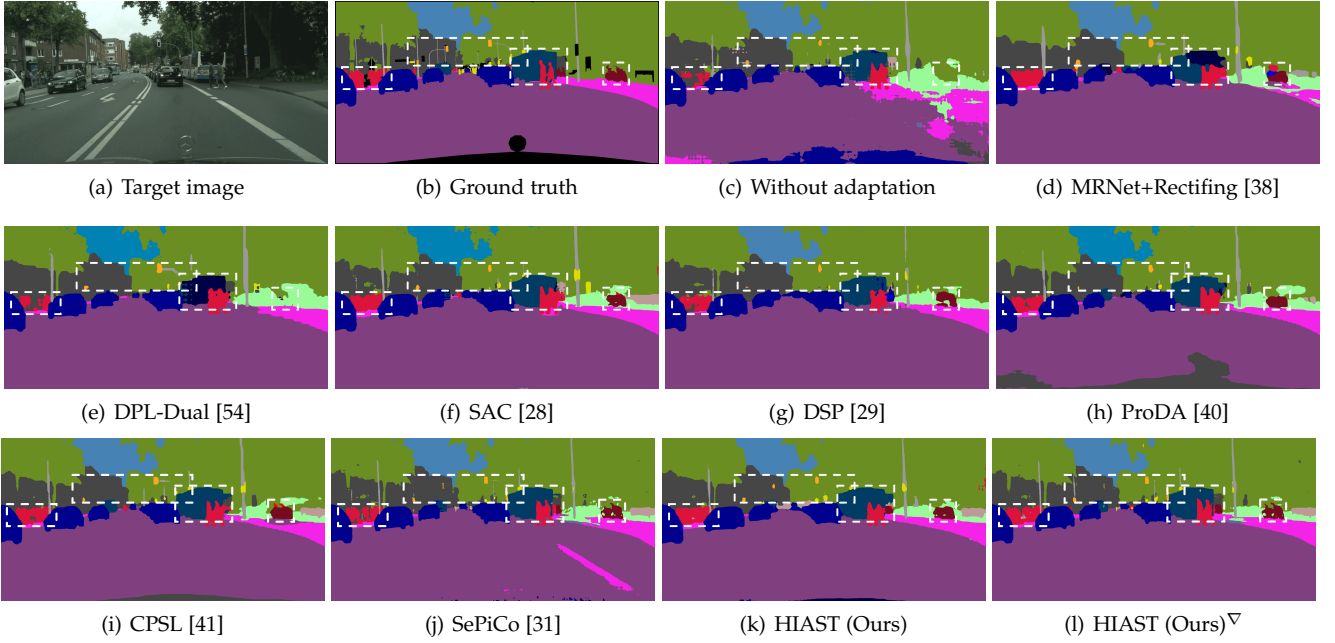 (a) Target image
(b) Ground truth
(c) Without adaptation
(d) MRNet+Rectifing [38]
(e) DPL-Dual [54]
(f) SAC [28]
(g) DSP [29]
(h) ProDA [40]
(i) CPSL [41]
(j) SePiCo [31]
(k) HIAST (Ours)
(l) HIAST (Ours)▽